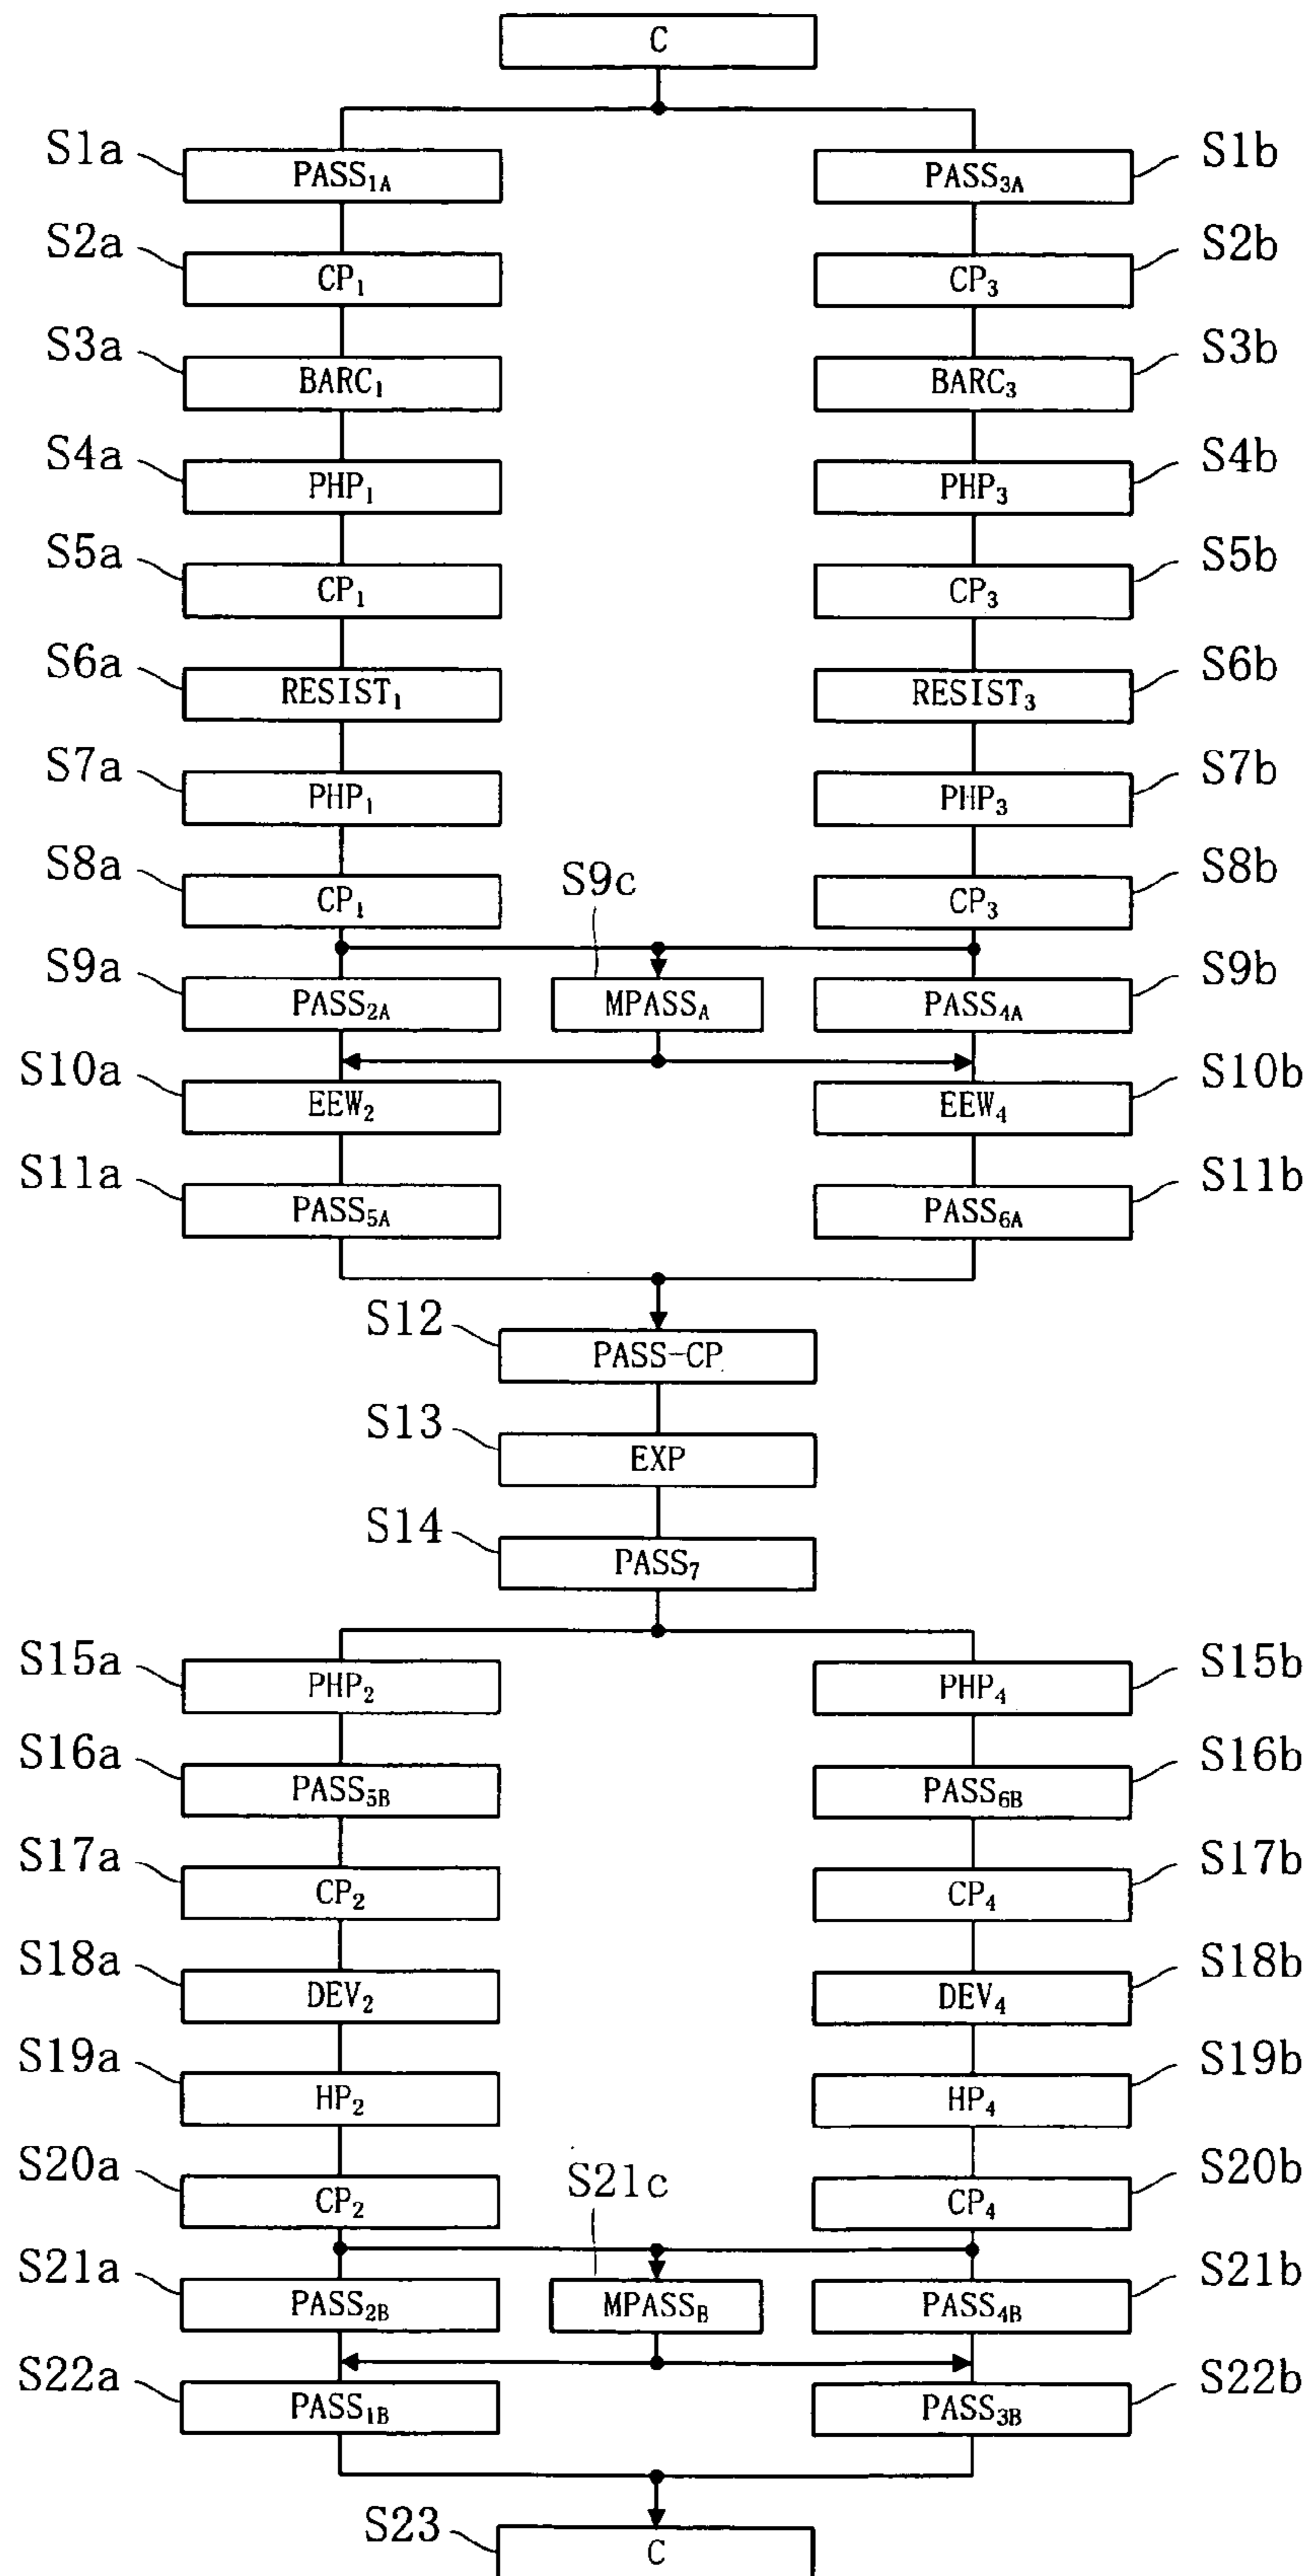 C
S1a PASS1A PASS3A S1b
S2a CP1 CP3 S2b
S3a BARC1 BARC3 S3b
S4a PHP1 PHP3 S4b
S5a CP1 CP3 S5b
S6a RESIST1 RESIST3 S6b
S7a PHP1 PHP3 S7b
S8a CP1 S9c CP3 S8b
S9a PASS2A MPASSA PASS4A S9b
S10a EEW2 EEW4 S10b
S11a PASS5A PASS6A S11b
S12 PASS-CP
S13 EXP
S14 PASS7
S15a PHP2 PHP4 S15b
S16a PASS5B PASS6B S16b
S17a CP2 CP4 S17b
S18a DEV2 DEV4 S18b
S19a HP2 HP4 S19b
S20a CP2 S21c CP4 S20b
S21a PASS2B MPASSB PASS4B S21b
S22a PASS1B PASS3B S22b
S23 C